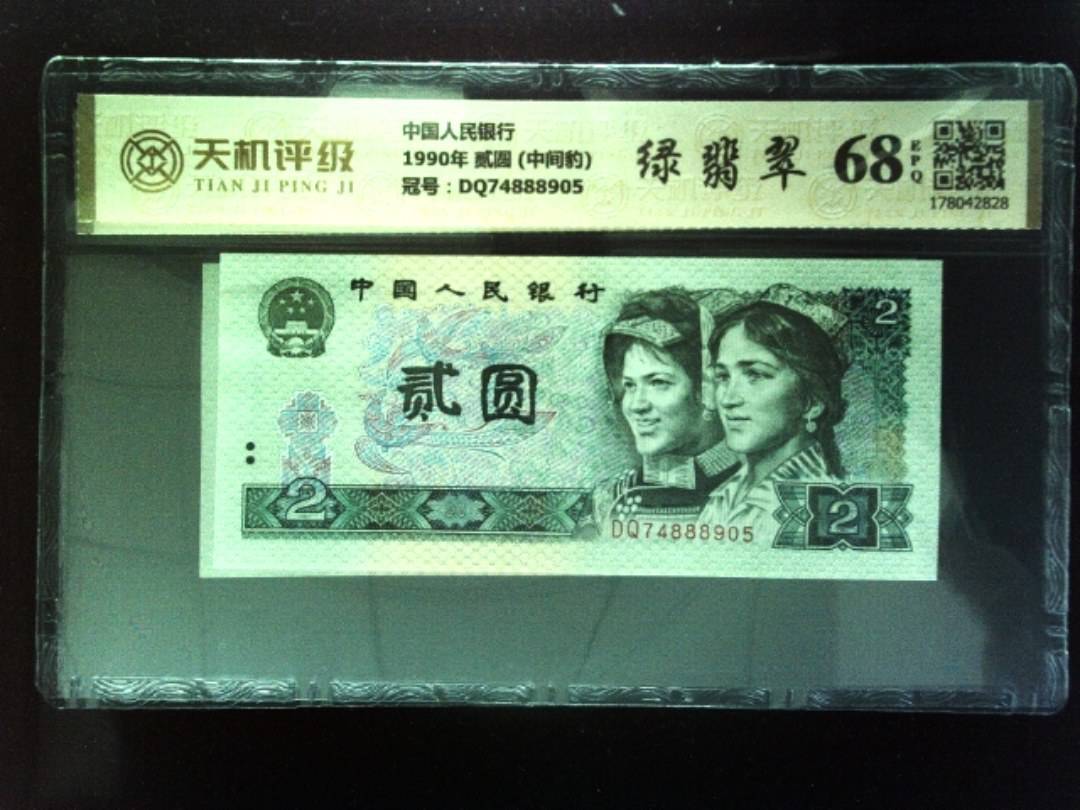 天机评级
TIAN JI PING JI
中国人民银行
1990年 贰圆 (中间豹)
冠号：DQ74888905
绿翡翠
68
EPQ
178042828
中国人民银行
2
贰圆
2
DQ74888905
2